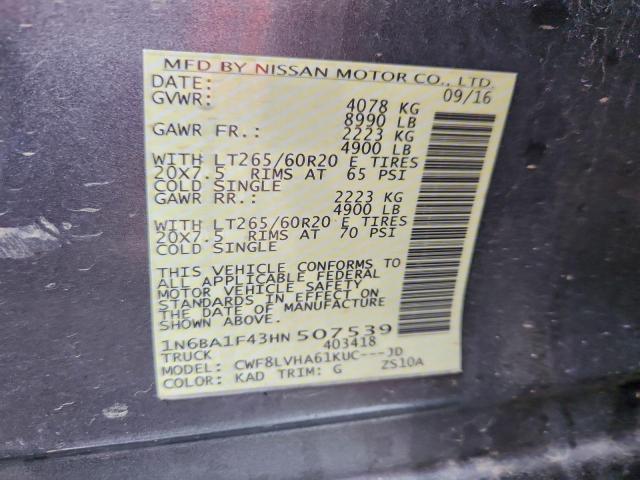 MFD BY NISSAN MOTOR CO., LTD.
DATE: 09/16
GVWR: 4078 KG
8990 LB
GAWR FR.: 2223 KG
4900 LB
WITH LT265/60R20 E TIRES
20X7.5 RIMS AT 65 PSI
COLD SINGLE
GAWR RR.: 2223 KG
4900 LB
WITH LT265/60R20 E TIRES
20X7.5 RIMS AT 70 PSI
COLD SINGLE
THIS VEHICLE CONFORMS TO
ALL APPLICABLE FEDERAL
MOTOR VEHICLE SAFETY
STANDARDS IN EFFECT ON
THE DATE OF MANUFACTURE
SHOWN ABOVE.
1N6BA1F43HN507539
TRUCK 403418
MODEL: CWF8LVHA61KUC---JD
COLOR: KAD TRIM: G ZS10A